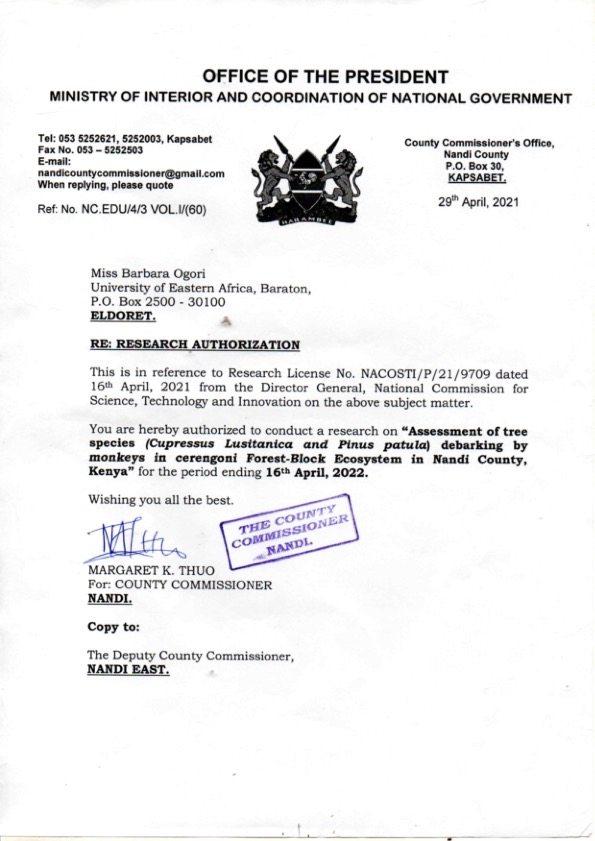 OFFICE OF THE PRESIDENT
MINISTRY OF INTERIOR AND COORDINATION OF NATIONAL GOVERNMENT
Tel: 053 5252621, 5252003, Kapsabet
Fax No. 053 – 5252503
E-mail:
nandicountycommissioner@gmail.com
When replying, please quote
Ref: No. NC.EDU/4/3 VOL.I/(60)
HARAMBEE
County Commissioner's Office,
Nandi County
P.O. Box 30,
KAPSABET.
29th April, 2021
Miss Barbara Ogori
University of Eastern Africa, Baraton,
P.O. Box 2500 - 30100
ELDORET.
RE: RESEARCH AUTHORIZATION
This is in reference to Research License No. NACOSTI/P/21/9709 dated
16th April, 2021 from the Director General, National Commission for
Science, Technology and Innovation on the above subject matter.
You are hereby authorized to conduct a research on “Assessment of tree
species (Cupressus Lusitanica and Pinus patula) debarking by
monkeys in cerengoni Forest-Block Ecosystem in Nandi County,
Kenya” for the period ending 16th April, 2022.
Wishing you all the best.
THE COUNTY
COMMISSIONER
NANDI.
MARGARET K. THUO
For: COUNTY COMMISSIONER
NANDI.
Copy to:
The Deputy County Commissioner,
NANDI EAST.